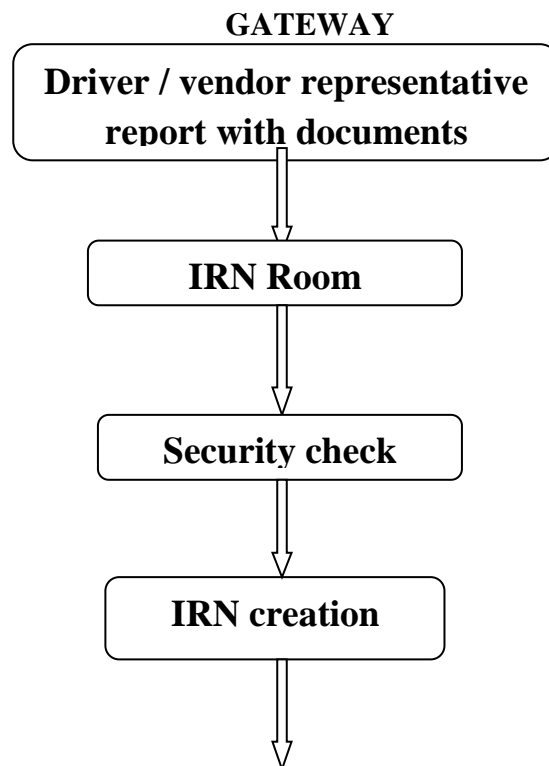 GATEWAY
Driver / vendor representative
report with documents
IRN Room
Security check
IRN creation